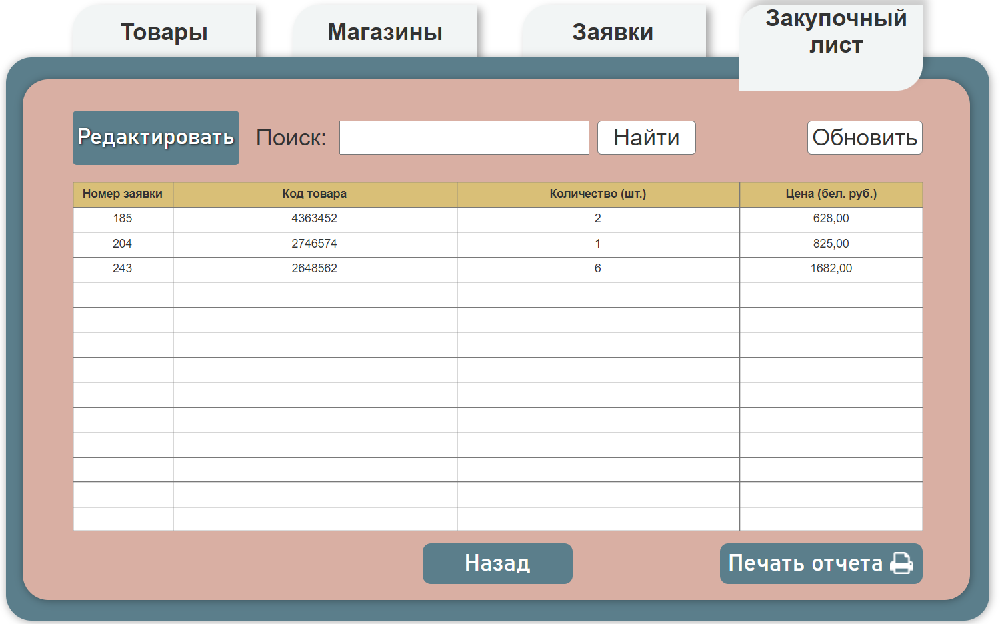 Товары
Магазины
Заявки
Закупочный
лист
Редактировать
Поиск:
Найти
Обновить
Номер заявки Код товара Количество (шт.) Цена (бел. руб.)
185 4363452 2 628,00
204 2746574 1 825,00
243 2648562 6 1682,00
Назад
Печать отчета